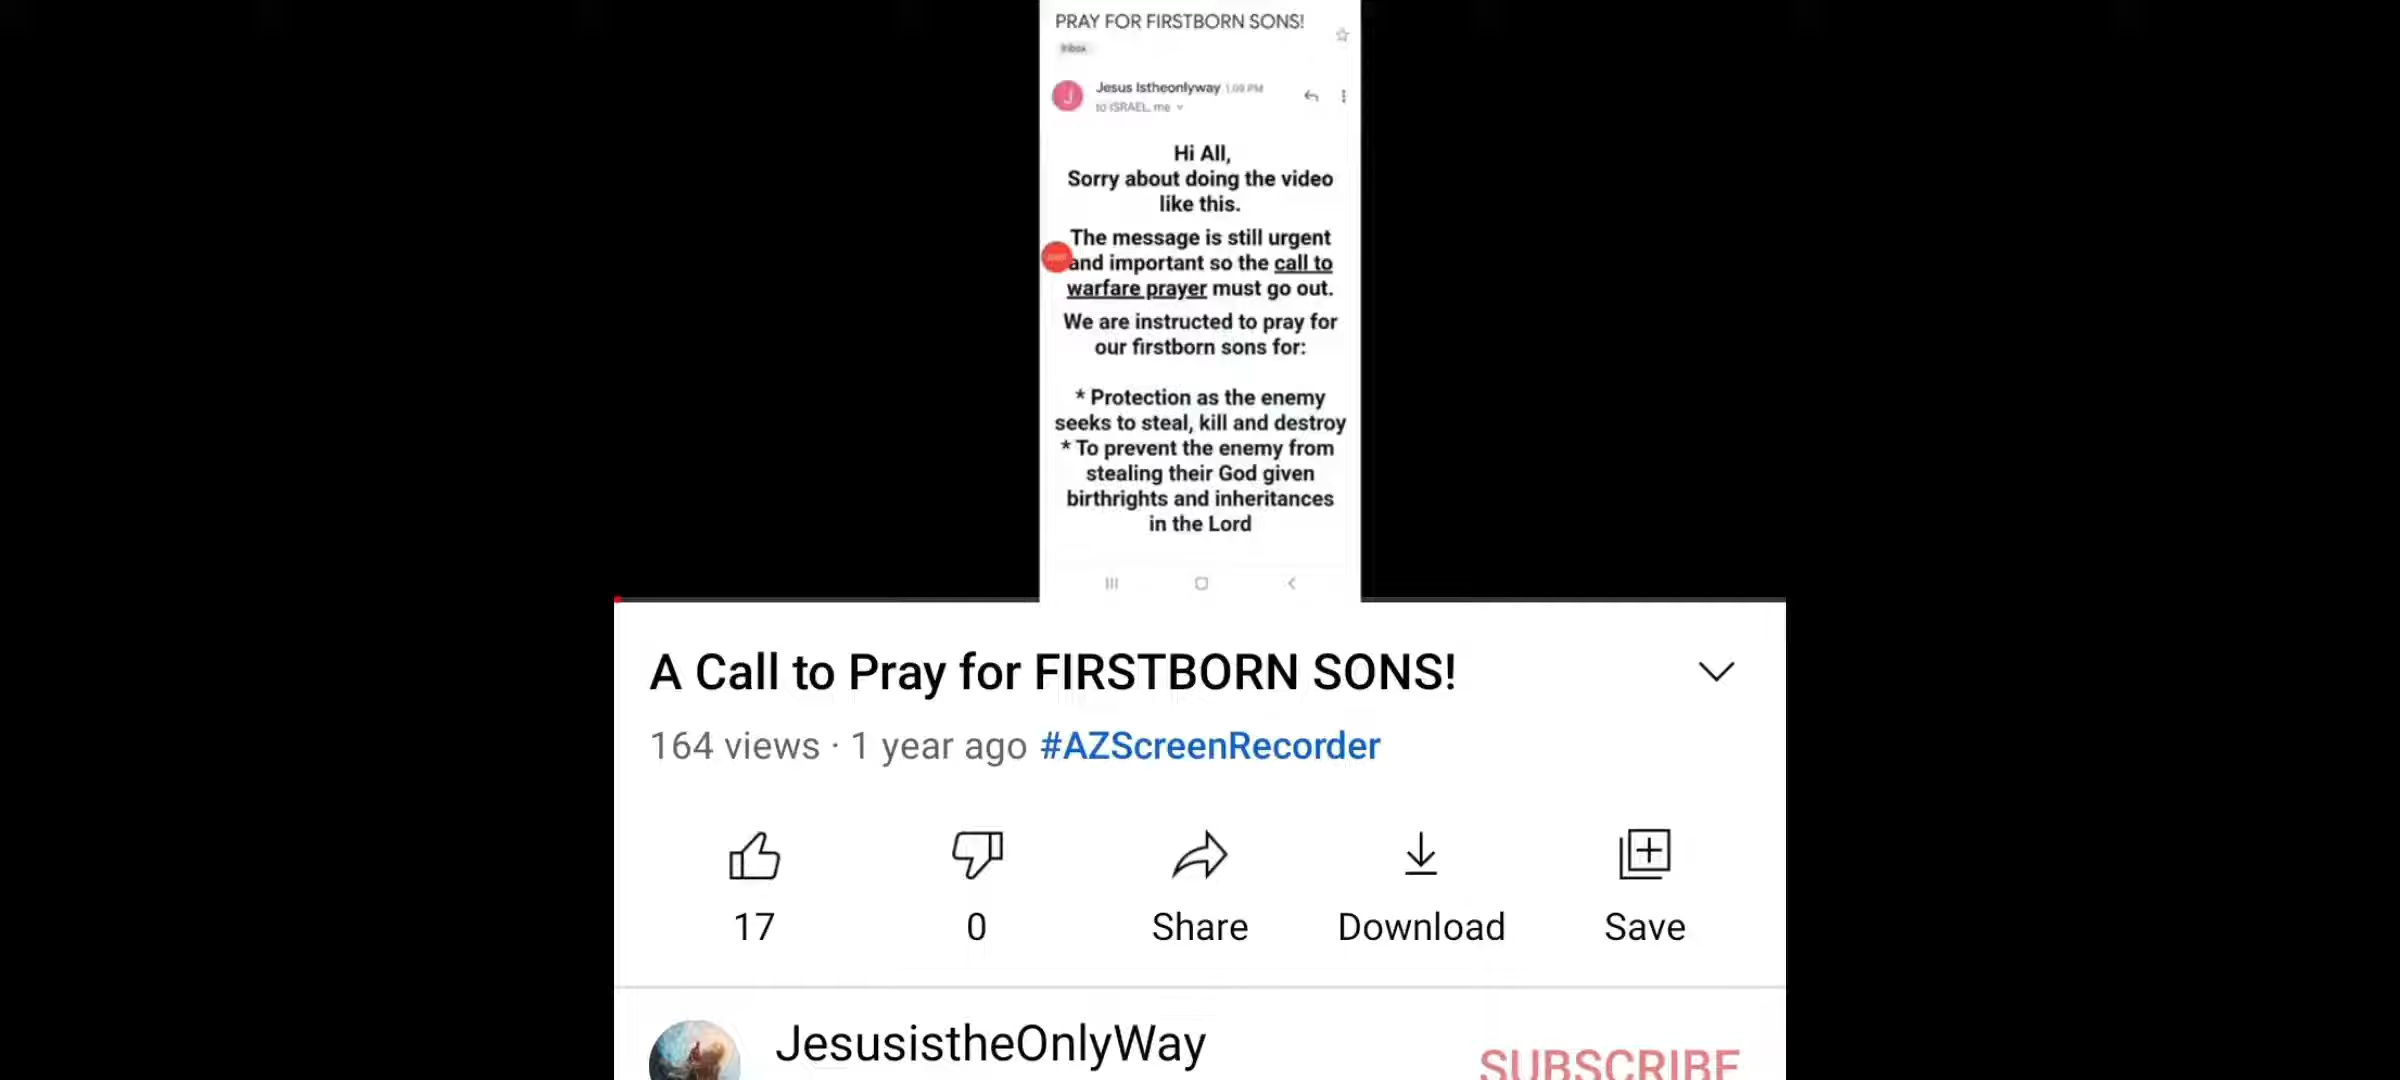 PRAY FOR FIRSTBORN SONS!
Inbox
J
Jesus Istheonlyway 1:09 PM
to ISRAEL, me
Hi All,
Sorry about doing the video
like this.
The message is still urgent
and important so the call to
warfare prayer must go out.
We are instructed to pray for
our firstborn sons for:
* Protection as the enemy
seeks to steal, kill and destroy
* To prevent the enemy from
stealing their God given
birthrights and inheritances
in the Lord
A Call to Pray for FIRSTBORN SONS!
164 views · 1 year ago #AZScreenRecorder
17 0 Share Download Save
JesusistheOnlyWay
SUBSCRIBE